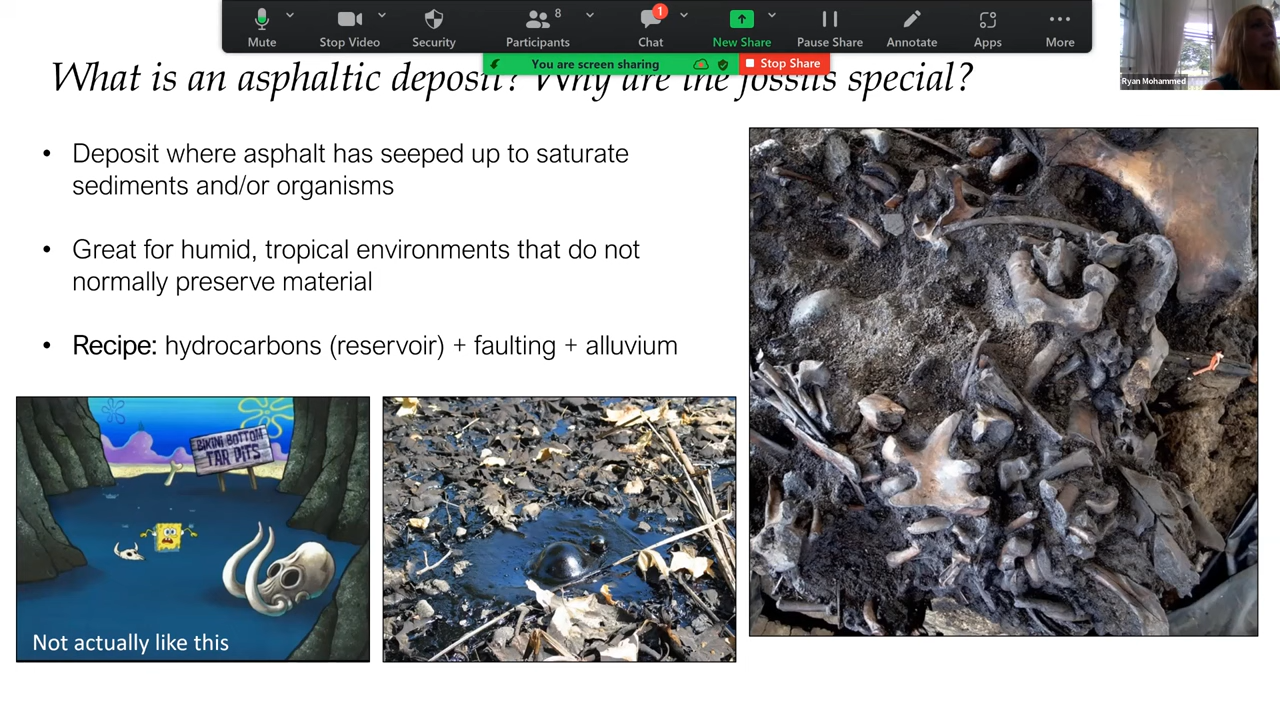 8
1
Mute
Stop Video
Security
Participants
Chat
New Share
Pause Share
Annotate
Apps
More
You are screen sharing
Stop Share
Ryan Mohammed
What is an asphaltic deposit? Why are the fossils special?
• Deposit where asphalt has seeped up to saturate
sediments and/or organisms
• Great for humid, tropical environments that do not
normally preserve material
• Recipe: hydrocarbons (reservoir) + faulting + alluvium
BIKINI BOTTOM
TAR PITS
Not actually like this